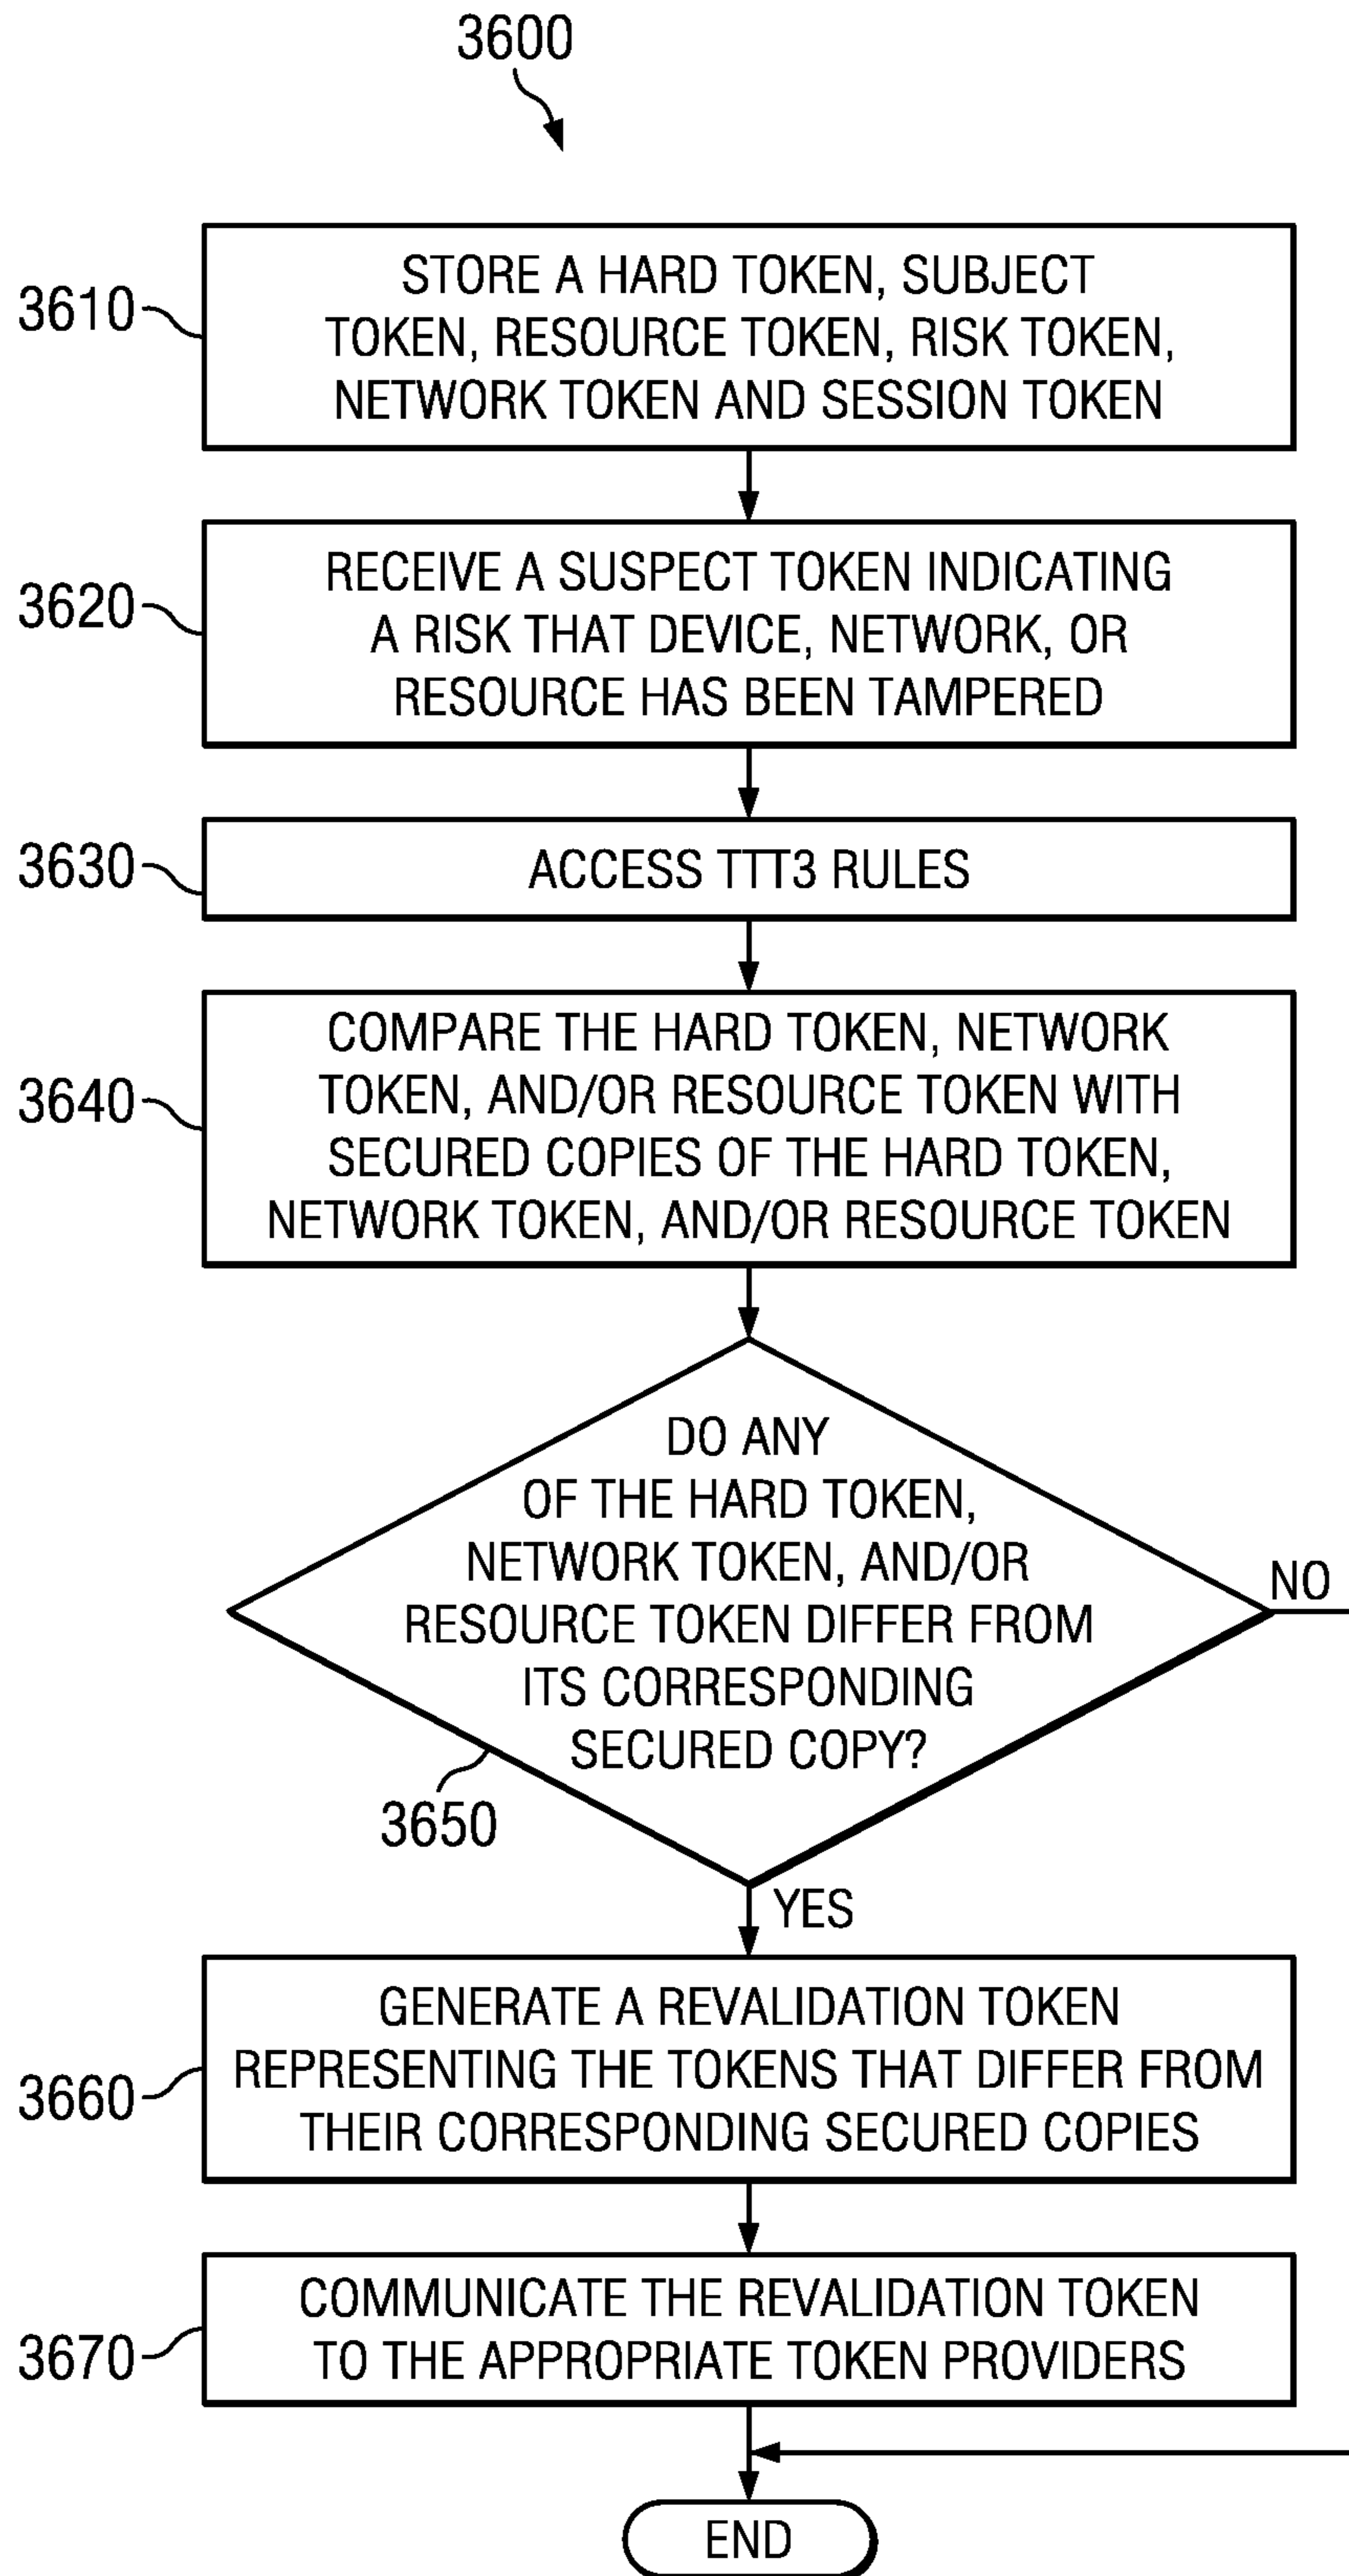 3600
3610
STORE A HARD TOKEN, SUBJECT
TOKEN, RESOURCE TOKEN, RISK TOKEN,
NETWORK TOKEN AND SESSION TOKEN
3620
RECEIVE A SUSPECT TOKEN INDICATING
A RISK THAT DEVICE, NETWORK, OR
RESOURCE HAS BEEN TAMPERED
3630
ACCESS TTT3 RULES
3640
COMPARE THE HARD TOKEN, NETWORK
TOKEN, AND/OR RESOURCE TOKEN WITH
SECURED COPIES OF THE HARD TOKEN,
NETWORK TOKEN, AND/OR RESOURCE TOKEN
DO ANY
OF THE HARD TOKEN,
NETWORK TOKEN, AND/OR
RESOURCE TOKEN DIFFER FROM
ITS CORRESPONDING
SECURED COPY?
NO
3650
YES
3660
GENERATE A REVALIDATION TOKEN
REPRESENTING THE TOKENS THAT DIFFER FROM
THEIR CORRESPONDING SECURED COPIES
3670
COMMUNICATE THE REVALIDATION TOKEN
TO THE APPROPRIATE TOKEN PROVIDERS
END